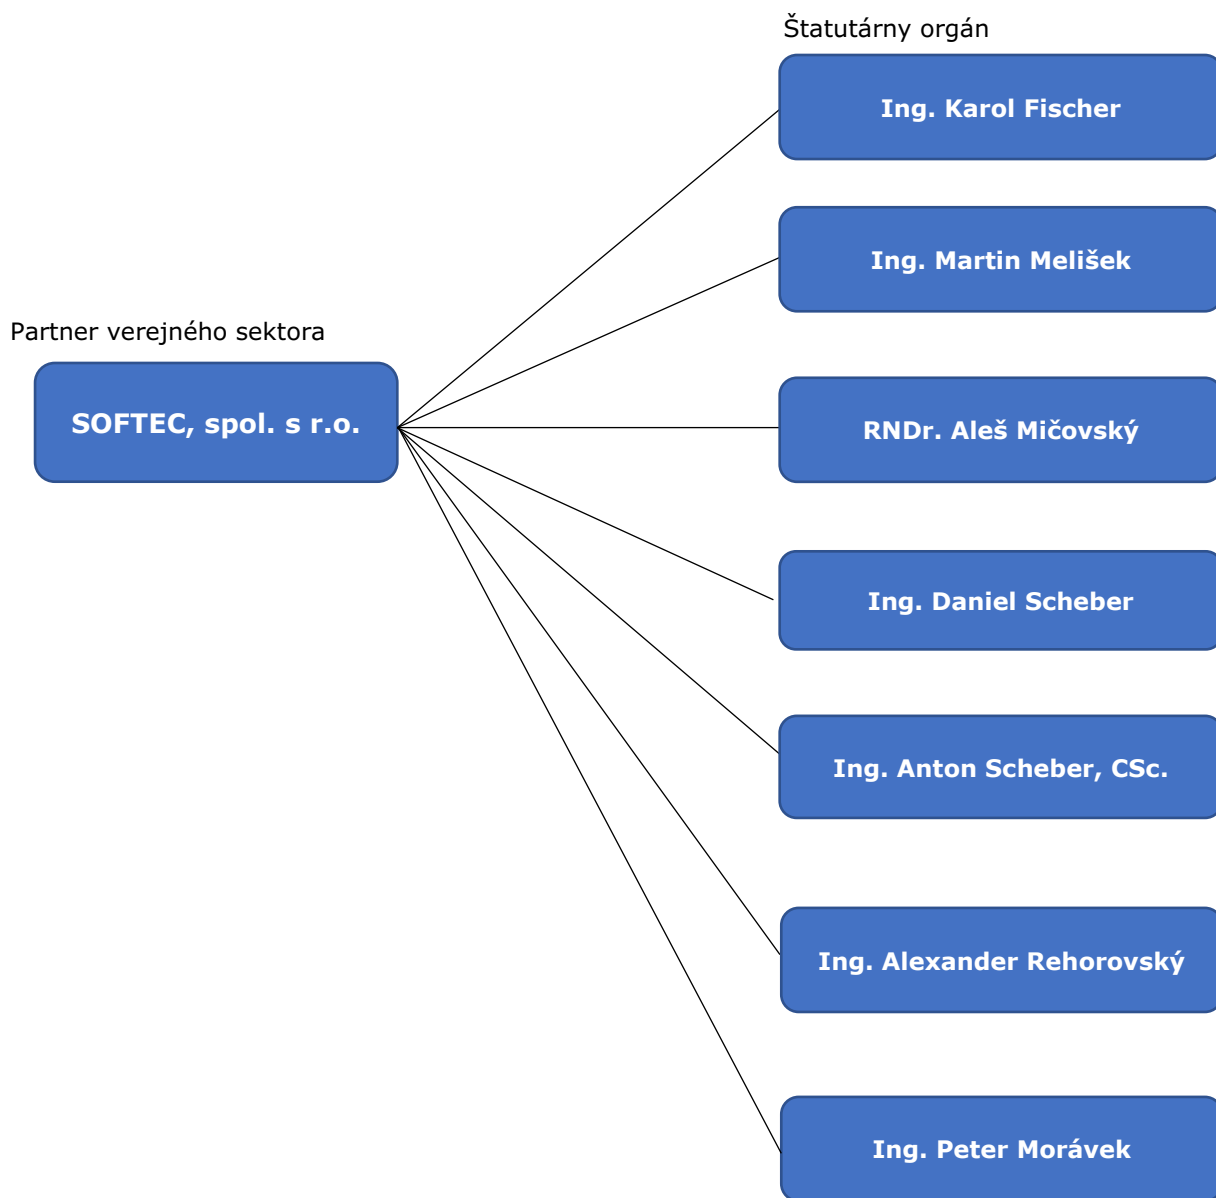 Štatutárny orgán
Ing. Karol Fischer
Ing. Martin Melišek
Partner verejného sektora
SOFTEC, spol. s r.o.
RNDr. Aleš Mičovský
Ing. Daniel Scheber
Ing. Anton Scheber, CSc.
Ing. Alexander Rehorovský
Ing. Peter Morávek